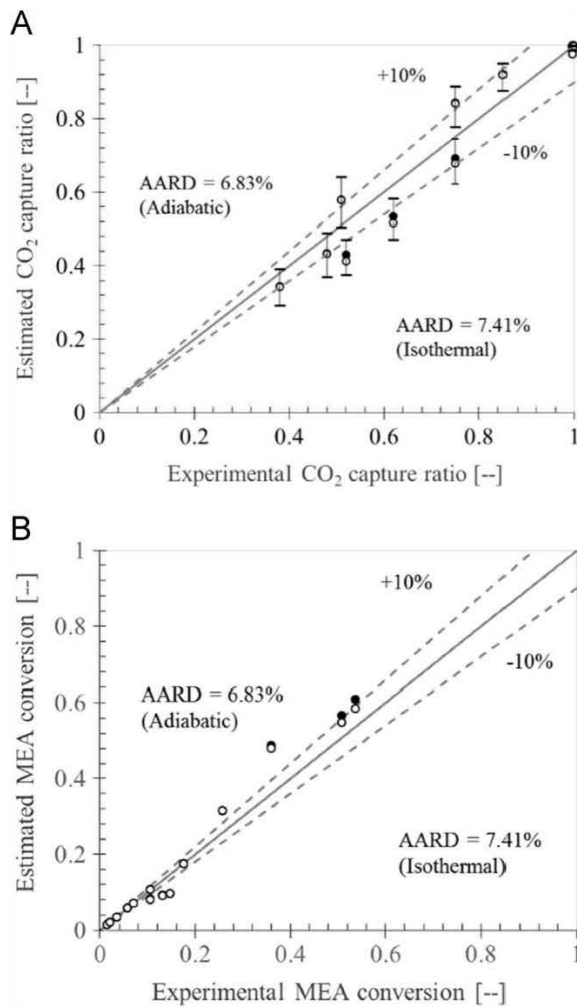 A
1
0.8
0.6
0.4
0.2
0
Estimated CO₂ capture ratio [--]
+10%
-10%
AARD = 6.83%
(Adiabatic)
AARD = 7.41%
(Isothermal)
0 0.2 0.4 0.6 0.8 1
Experimental CO₂ capture ratio [--]
B
1
0.8
0.6
0.4
0.2
0
Estimated MEA conversion [--]
+10%
-10%
AARD = 6.83%
(Adiabatic)
AARD = 7.41%
(Isothermal)
0 0.2 0.4 0.6 0.8 1
Experimental MEA conversion [--]